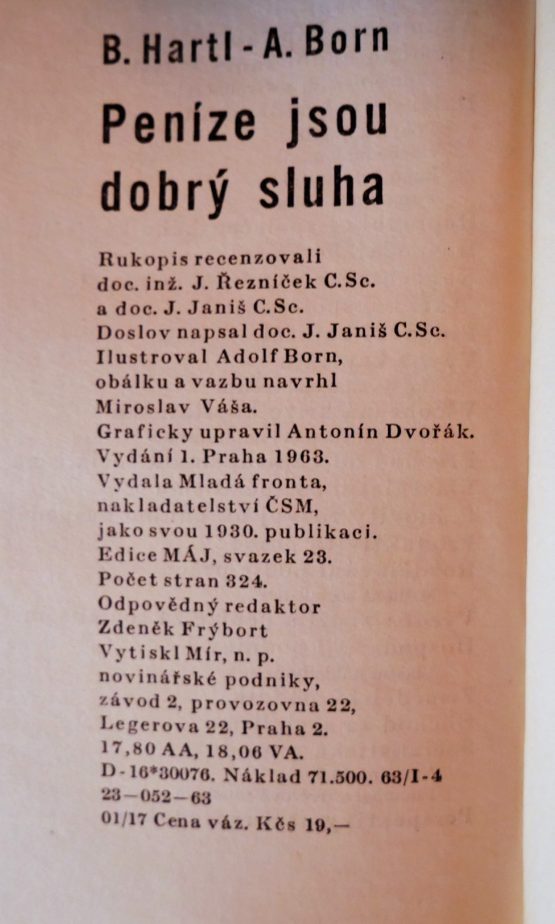 B. Hartl - A. Born
Peníze jsou
dobrý sluha
Rukopis recenzovali
doc. inž. J. Řezníček C.Sc.
a doc. J. Janiš C.Sc.
Doslov napsal doc. J. Janiš C.Sc.
Ilustroval Adolf Born,
obálku a vazbu navrhl
Miroslav Váša.
Graficky upravil Antonín Dvořák.
Vydání 1. Praha 1963.
Vydala Mladá fronta,
nakladatelství ČSM,
jako svou 1930. publikaci.
Edice MÁJ, svazek 23.
Počet stran 324.
Odpovědný redaktor
Zdeněk Frýbort
Vytiskl Mír, n. p.
novinářské podniky,
závod 2, provozovna 22,
Legerova 22, Praha 2.
17,80 AA, 18,06 VA.
D-16*30076. Náklad 71.500. 63/I-4
23—052—63
01/17 Cena váz. Kčs 19,—